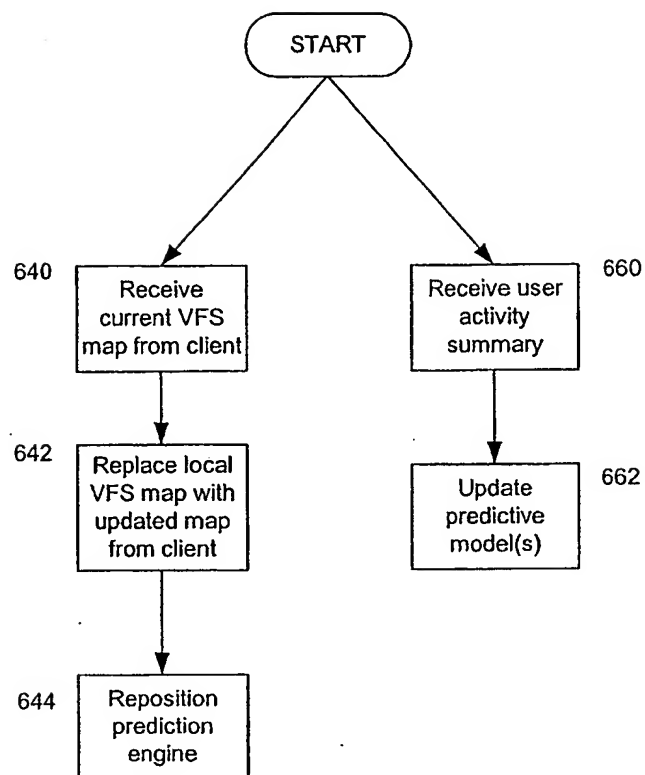 START
640
Receive
current VFS
map from client
660
Receive user
activity
summary
642
Replace local
VFS map with
updated map
from client
662
Update
predictive
model(s)
644
Reposition
prediction
engine